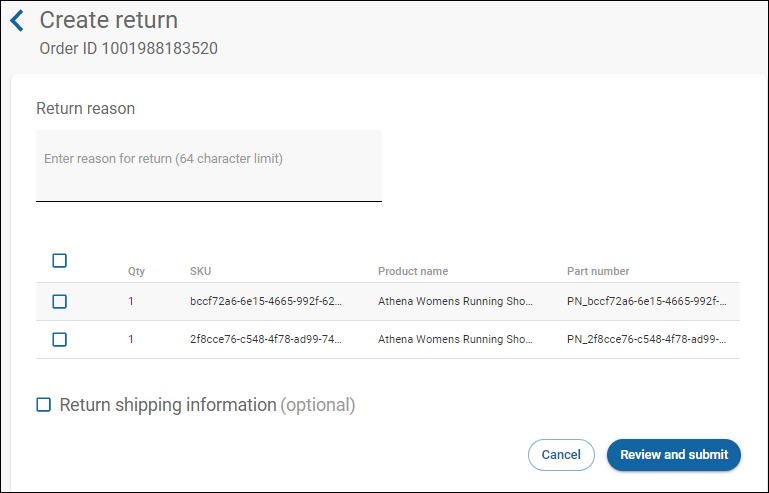 Create return
Order ID 1001988183520
Return reason
Enter reason for return (64 character limit)
Qty SKU Product name Part number
1 bccf72a6-6e15-4665-992f-62... Athena Womens Running Sho... PN_bccf72a6-6e15-4665-992f-...
1 2f8cce76-c548-4f78-ad99-74... Athena Womens Running Sho... PN_2f8cce76-c548-4f78-ad99-...
Return shipping information (optional)
Cancel Review and submit